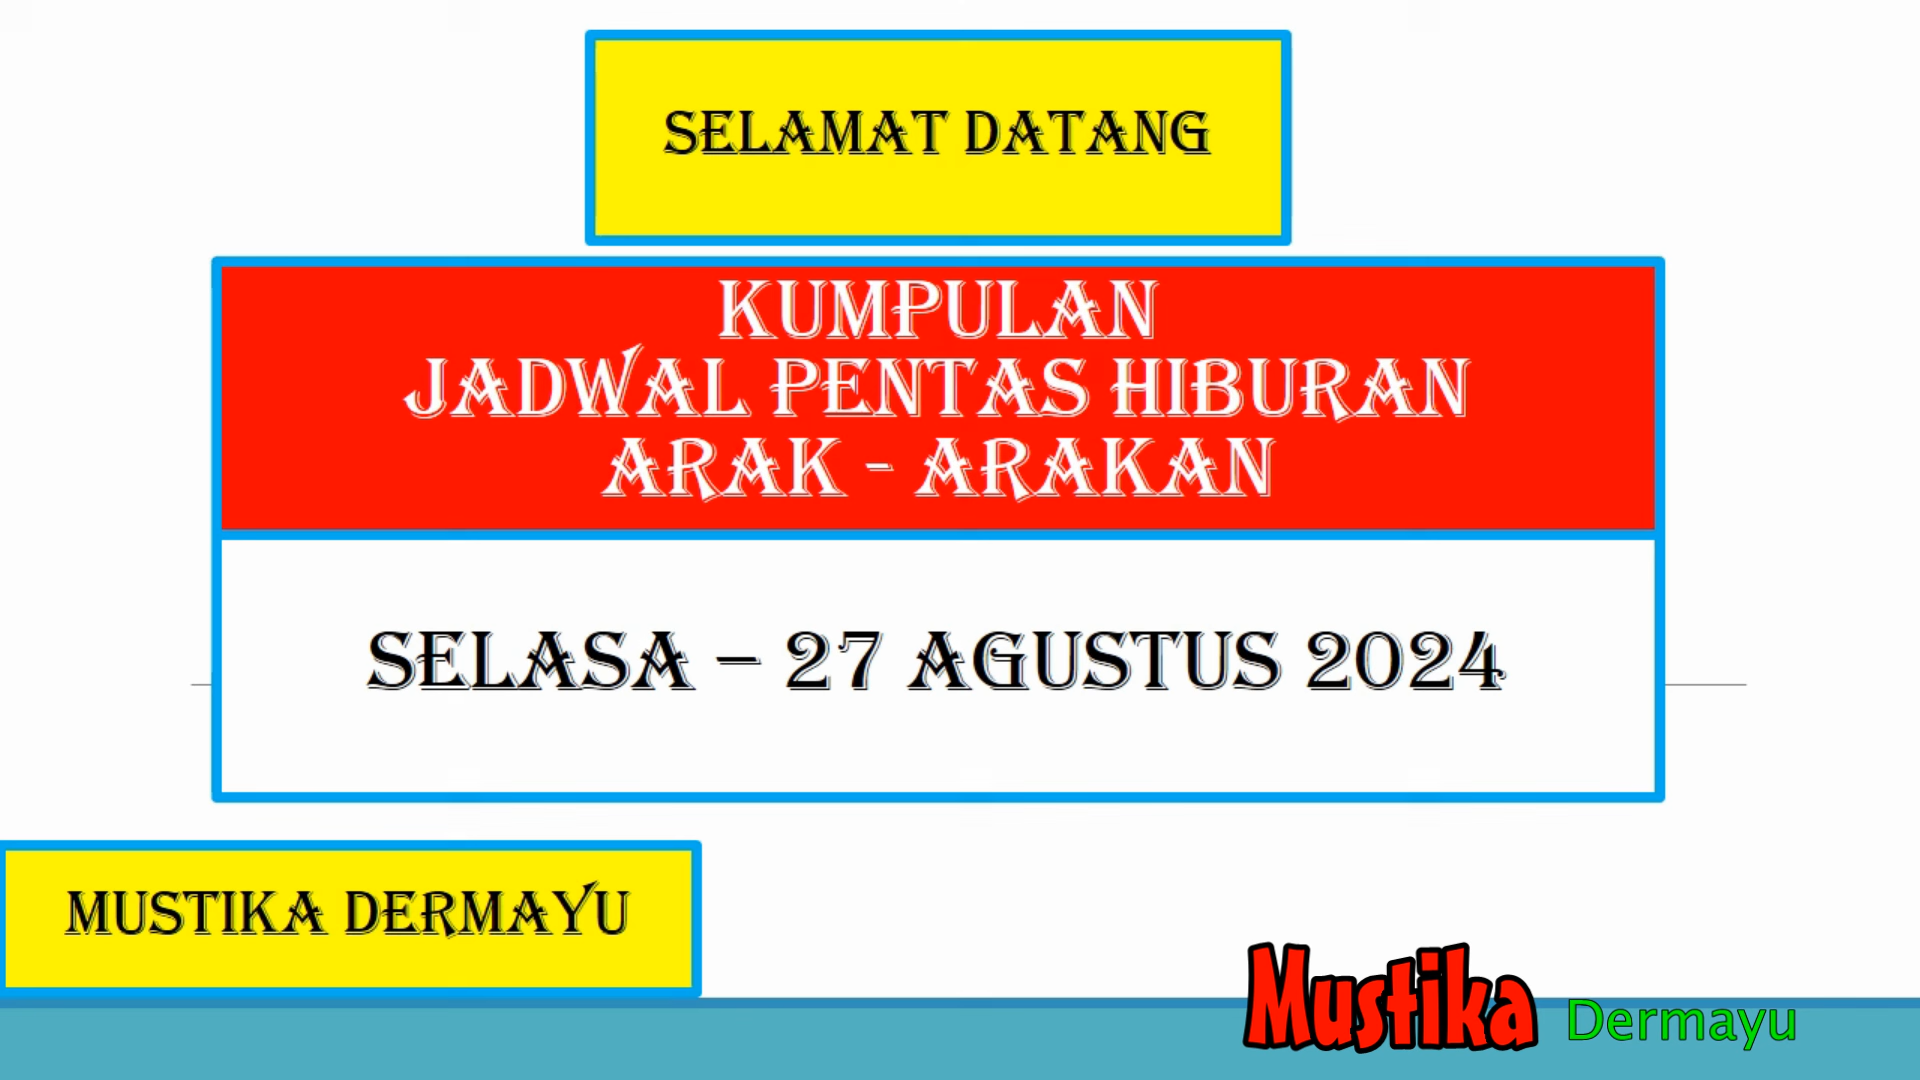 SELAMAT DATANG
KUMPULAN
JADWAL PENTAS HIBURAN
ARAK - ARAKAN
SELASA – 27 AGUSTUS 2024
MUSTIKA DERMAYU
Mustika Dermayu